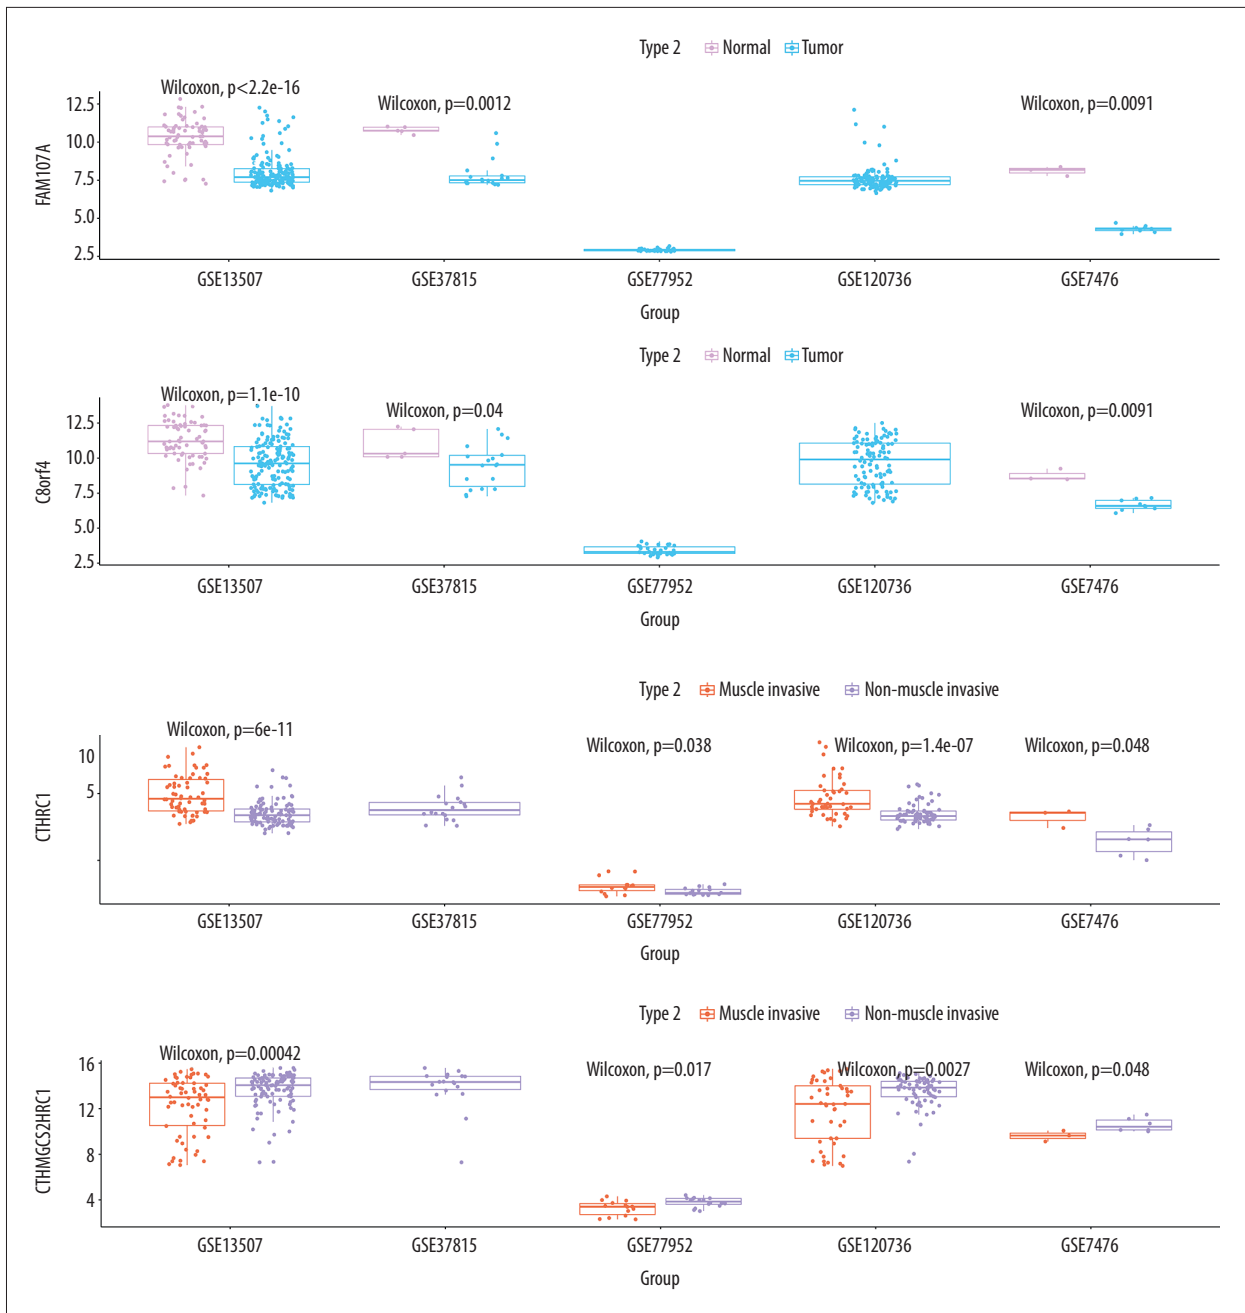 Type 2 Normal Tumor
Wilcoxon, p<2.2e-16
Wilcoxon, p=0.0012
Wilcoxon, p=0.0091
FAM107A
12.5
10.0
7.5
5.0
2.5
GSE13507 GSE37815 GSE77952 GSE120736 GSE7476
Group
Type 2 Normal Tumor
Wilcoxon, p=1.1e-10
Wilcoxon, p=0.04
Wilcoxon, p=0.0091
C8orf4
12.5
10.0
7.5
5.0
2.5
GSE13507 GSE37815 GSE77952 GSE120736 GSE7476
Group
Type 2 Muscle invasive Non-muscle invasive
Wilcoxon, p=6e-11
Wilcoxon, p=0.038
Wilcoxon, p=1.4e-07
Wilcoxon, p=0.048
CTHRC1
10
5
GSE13507 GSE37815 GSE77952 GSE120736 GSE7476
Group
Type 2 Muscle invasive Non-muscle invasive
Wilcoxon, p=0.00042
Wilcoxon, p=0.017
Wilcoxon, p=0.0027
Wilcoxon, p=0.048
CTHMGCS2HRC1
16
12
8
4
GSE13507 GSE37815 GSE77952 GSE120736 GSE7476
Group